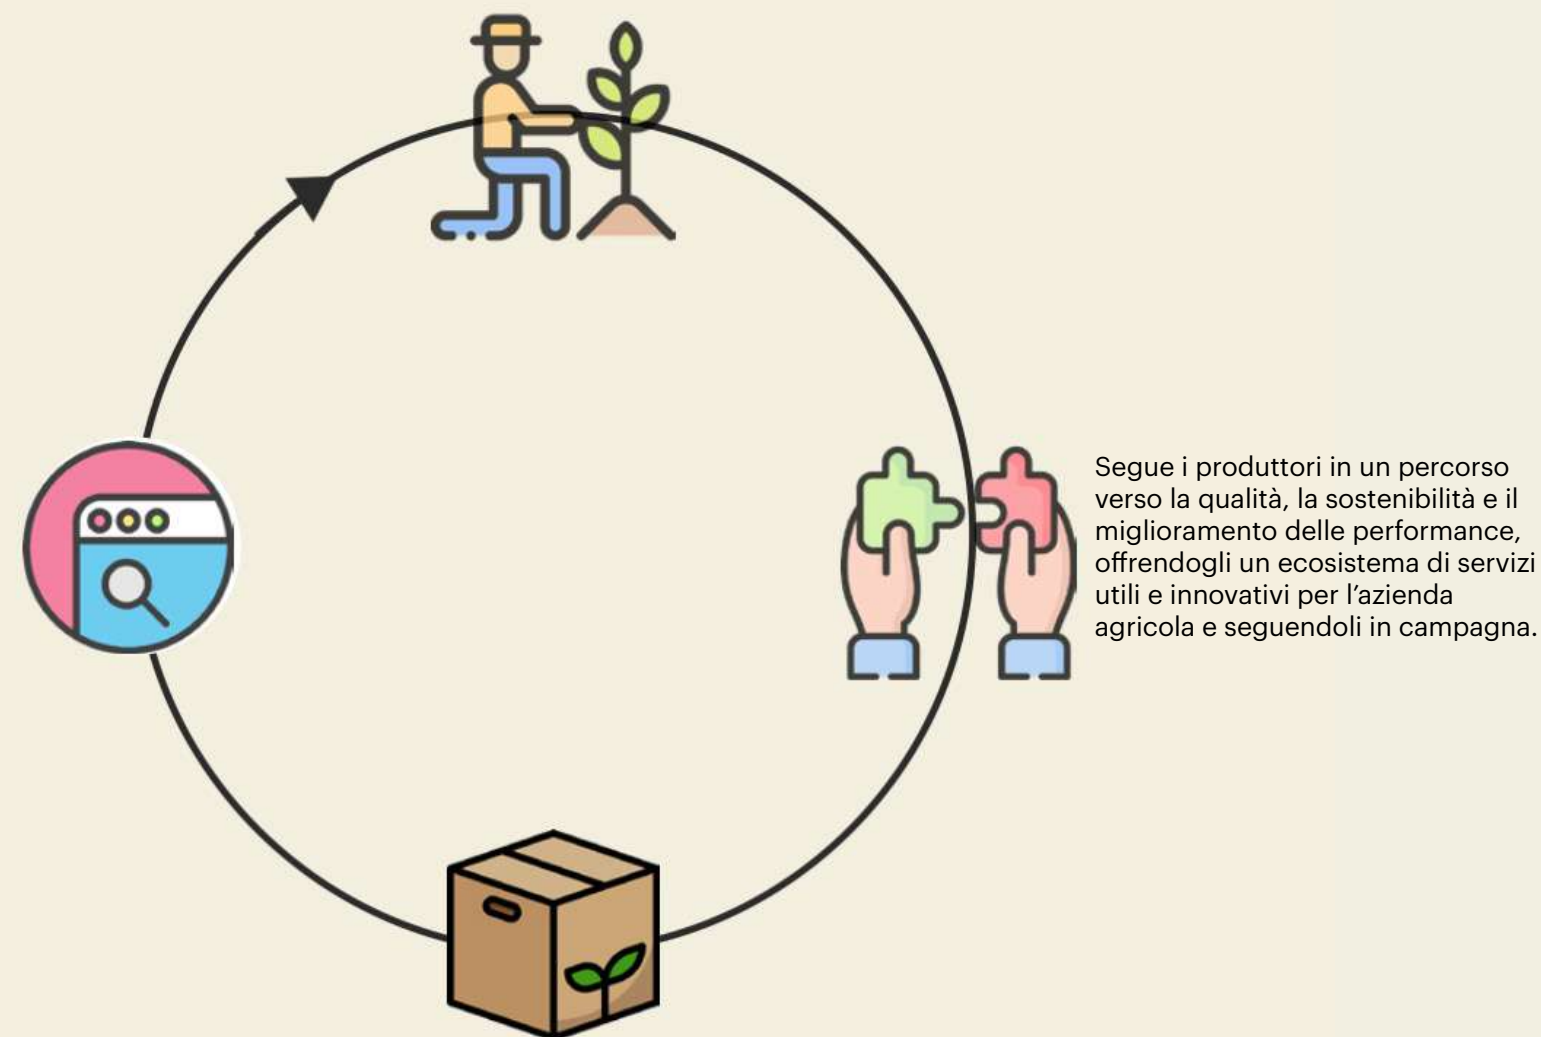 Segue i produttori in un percorso
verso la qualità, la sostenibilità e il
miglioramento delle performance,
offrendogli un ecosistema di servizi
utili e innovativi per l’azienda
agricola e seguendoli in campagna.